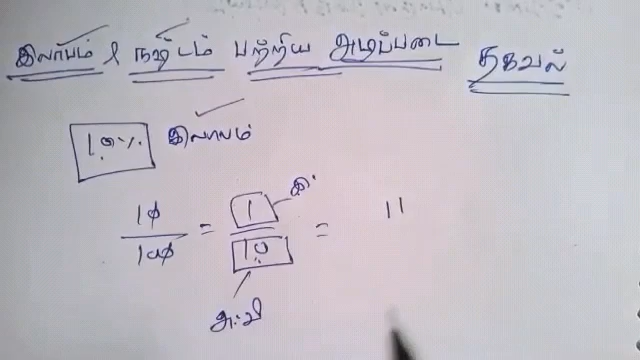 இலாபம் & நஷ்டம் பற்றிய அடிப்படை தகவல்
10% இலாபம்
10/100 = 1/10 = 11
இ.
அ.வி